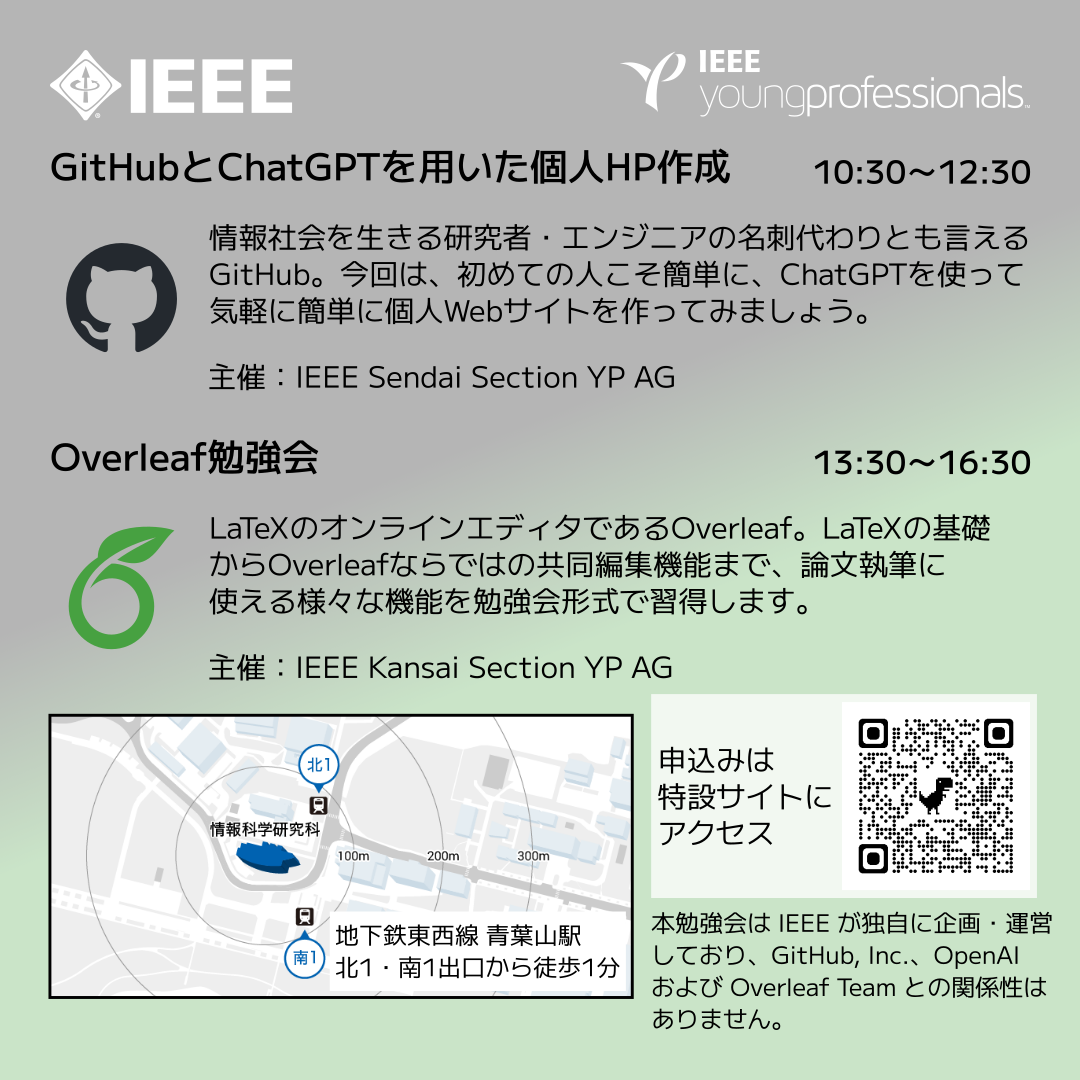 IEEE
IEEE
youngprofessionals
GitHubとChatGPTを用いた個人HP作成
10:30〜12:30
情報社会を生きる研究者・エンジニアの名刺代わりとも言える
GitHub。今回は、初めての人こそ簡単に、ChatGPTを使って
気軽に簡単に個人Webサイトを作ってみましょう。
主催：IEEE Sendai Section YP AG
Overleaf勉強会
13:30〜16:30
LaTeXのオンラインエディタであるOverleaf。LaTeXの基礎
からOverleafならではの共同編集機能まで、論文執筆に
使える様々な機能を勉強会形式で習得します。
主催：IEEE Kansai Section YP AG
北1
情報科学研究科
100m
200m
300m
南1
地下鉄東西線 青葉山駅
北1・南1出口から徒歩1分
申込みは
特設サイトに
アクセス
本勉強会は IEEE が独自に企画・運営
しており、GitHub, Inc.、OpenAI
および Overleaf Team との関係性は
ありません。